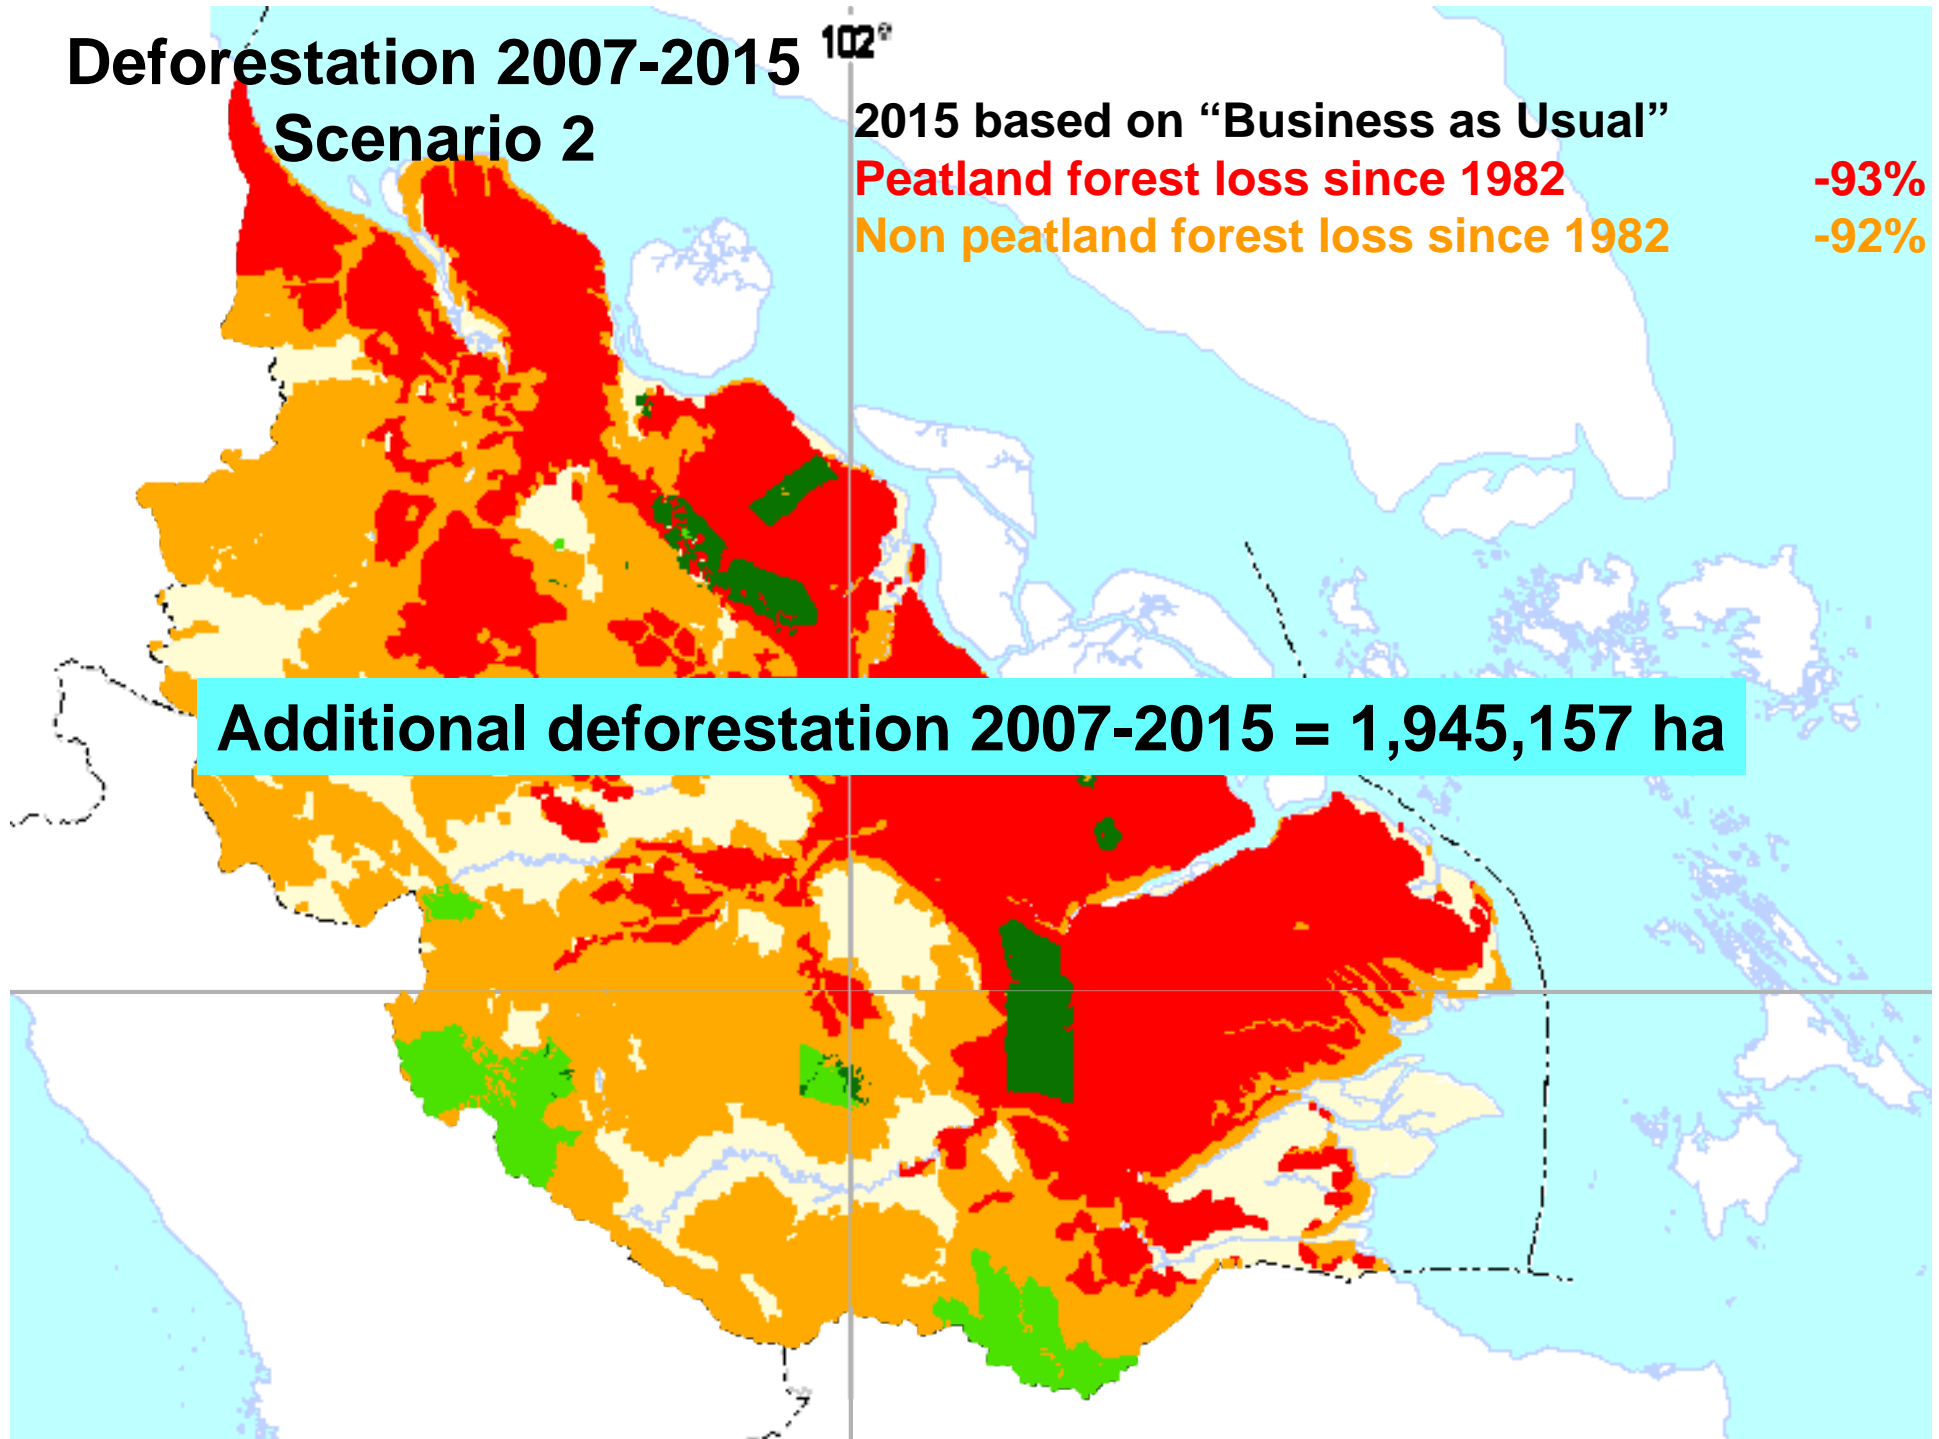 Deforestation 2007-2015
Scenario 2
102°
2015 based on “Business as Usual”
Peatland forest loss since 1982 -93%
Non peatland forest loss since 1982 -92%
Additional deforestation 2007-2015 = 1,945,157 ha